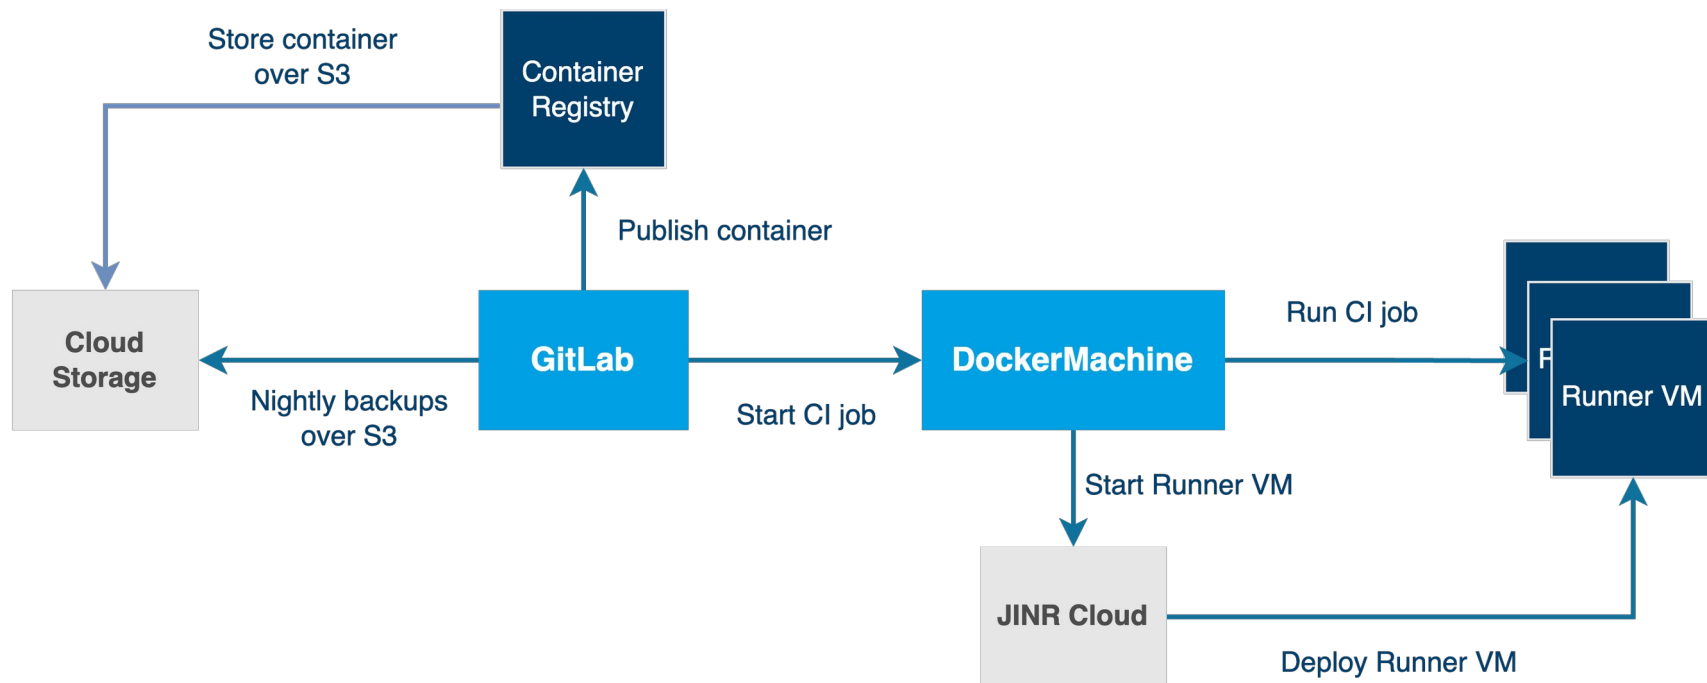 Store container
over S3
Container
Registry
Publish container
Cloud
Storage
Nightly backups
over S3
GitLab
Start CI job
DockerMachine
Run CI job
Runner VM
Start Runner VM
JINR Cloud
Deploy Runner VM